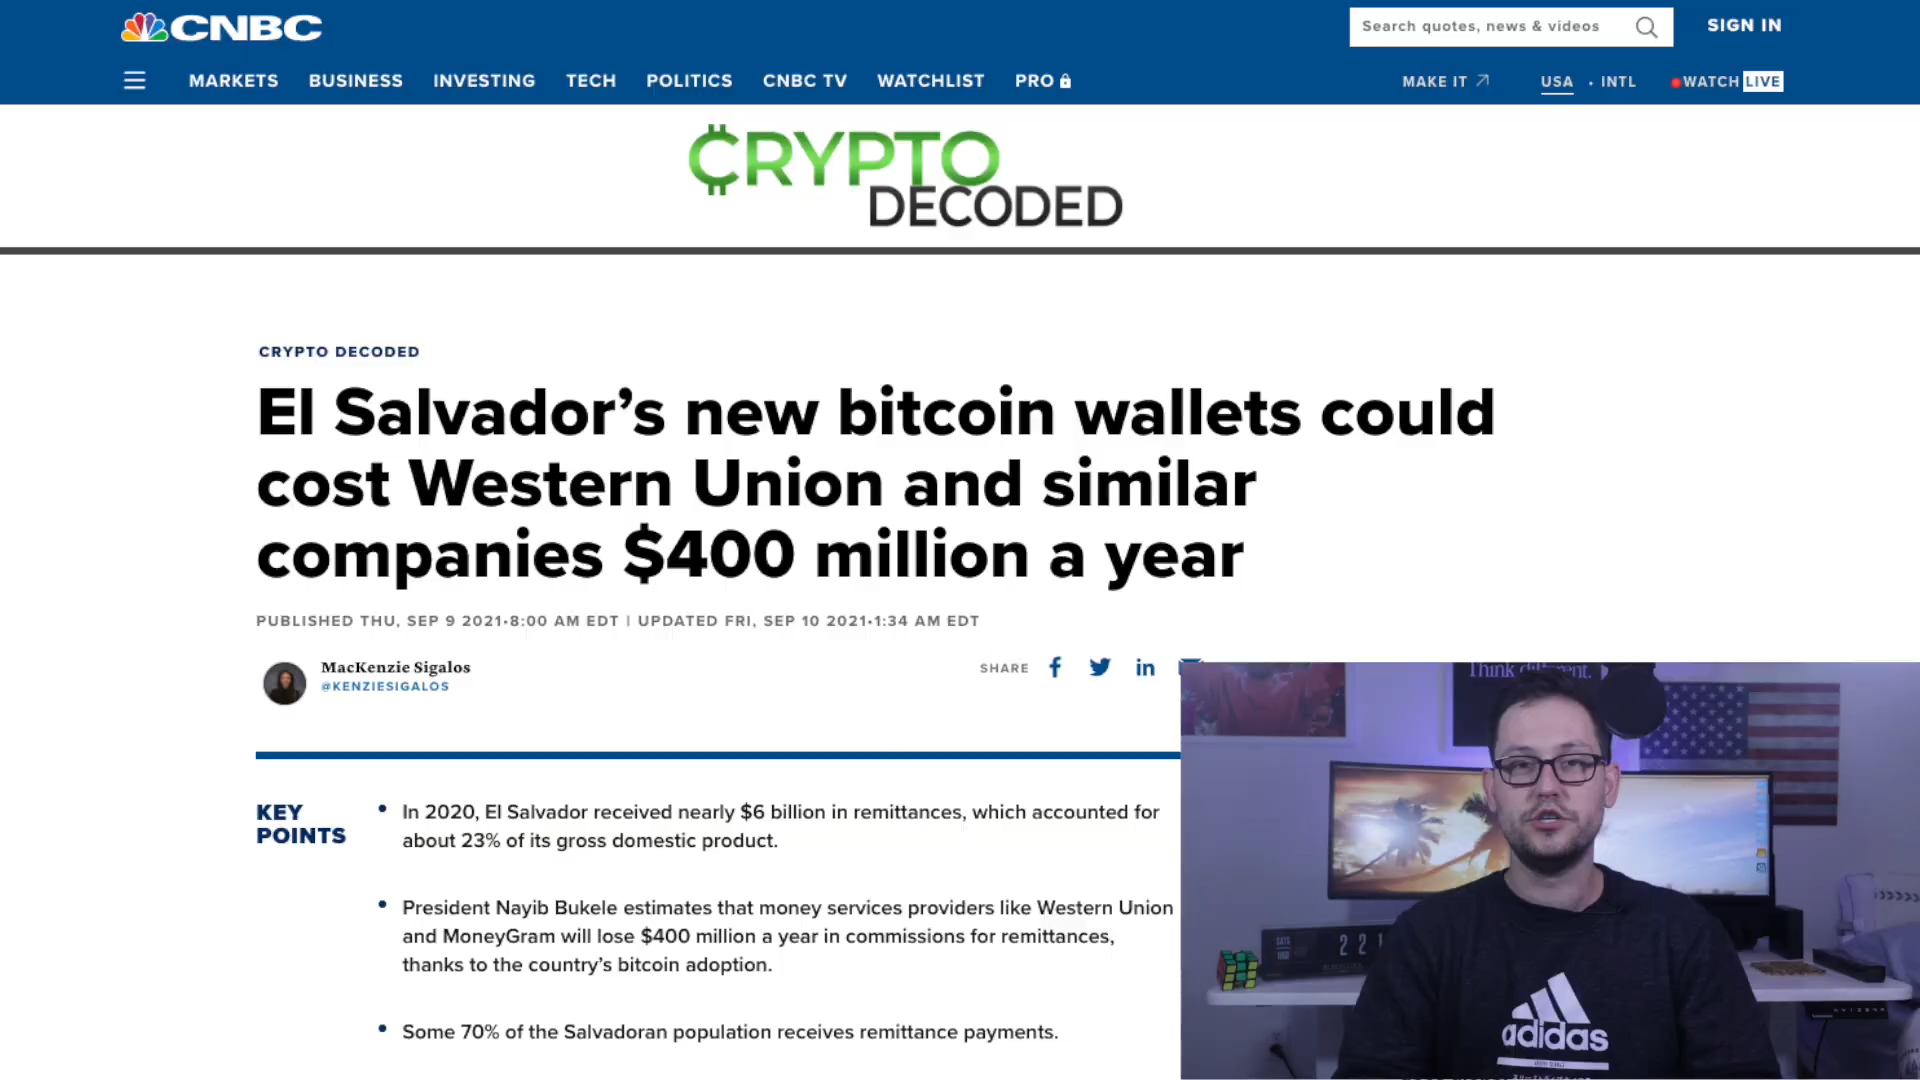 CNBC
Search quotes, news & videos
SIGN IN
MARKETS BUSINESS INVESTING TECH POLITICS CNBC TV WATCHLIST PRO
MAKE IT USA • INTL WATCH LIVE
CRYPTO
DECODED
CRYPTO DECODED
El Salvador’s new bitcoin wallets could
cost Western Union and similar
companies $400 million a year
PUBLISHED THU, SEP 9 2021•8:00 AM EDT | UPDATED FRI, SEP 10 2021•1:34 AM EDT
MacKenzie Sigalos
@KENZIESIGALOS
SHARE
KEY
POINTS
• In 2020, El Salvador received nearly $6 billion in remittances, which accounted for
about 23% of its gross domestic product.
• President Nayib Bukele estimates that money services providers like Western Union
and MoneyGram will lose $400 million a year in commissions for remittances,
thanks to the country’s bitcoin adoption.
• Some 70% of the Salvadoran population receives remittance payments.
Think
SATS
2 2 1
adidas